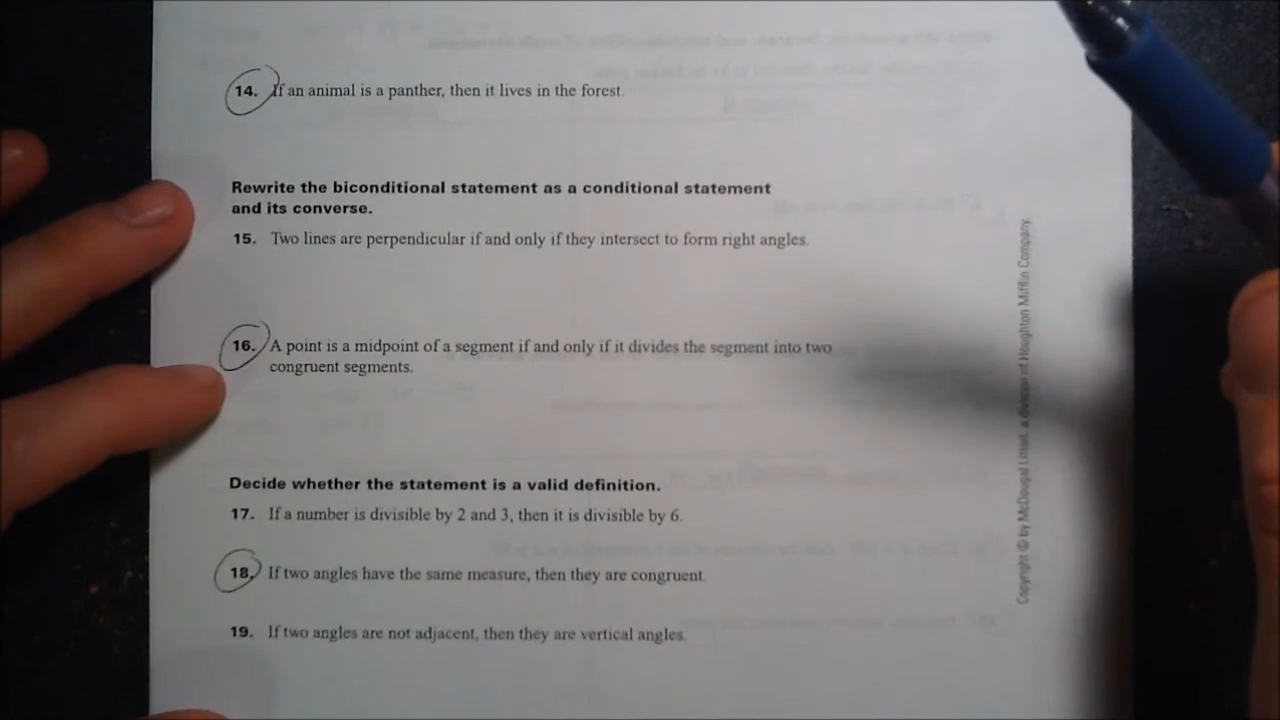 14. If an animal is a panther, then it lives in the forest.
Rewrite the biconditional statement as a conditional statement
and its converse.
15. Two lines are perpendicular if and only if they intersect to form right angles.
16. A point is a midpoint of a segment if and only if it divides the segment into two
congruent segments.
Decide whether the statement is a valid definition.
17. If a number is divisible by 2 and 3, then it is divisible by 6.
18. If two angles have the same measure, then they are congruent.
19. If two angles are not adjacent, then they are vertical angles.
Copyright © by McDougal Littell, a division of Houghton Mifflin Company.